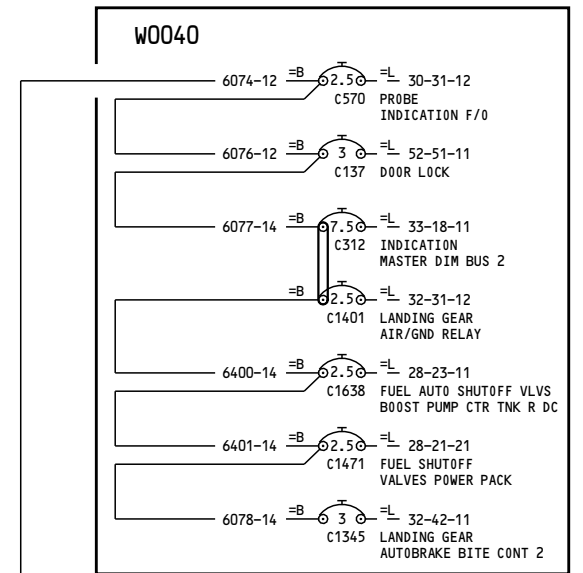 W0040
6074-12 =B 2.5 =L 30-31-12
C570 PROBE
INDICATION F/O
6076-12 =B 3 =L 52-51-11
C137 DOOR LOCK
6077-14 =B 7.5 =L 33-18-11
C312 INDICATION
MASTER DIM BUS 2
=B 2.5 =L 32-31-12
C1401 LANDING GEAR
AIR/GND RELAY
6400-14 =B 2.5 =L 28-23-11
C1638 FUEL AUTO SHUTOFF VLVS
BOOST PUMP CTR TNK R DC
6401-14 =B 2.5 =L 28-21-21
C1471 FUEL SHUTOFF
VALVES POWER PACK
6078-14 =B 3 =L 32-42-11
C1345 LANDING GEAR
AUTOBRAKE BITE CONT 2